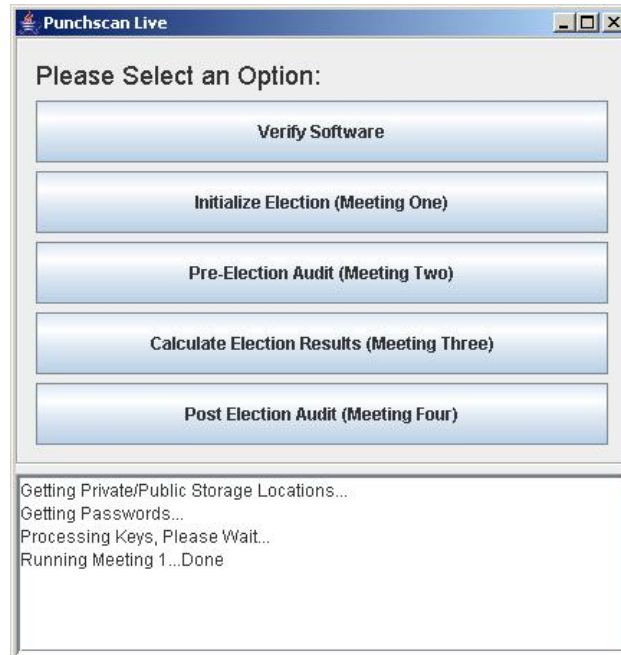 Punchscan Live
Please Select an Option:
Verify Software
Initialize Election (Meeting One)
Pre-Election Audit (Meeting Two)
Calculate Election Results (Meeting Three)
Post Election Audit (Meeting Four)
Getting Private/Public Storage Locations...
Getting Passwords...
Processing Keys, Please Wait...
Running Meeting 1...Done